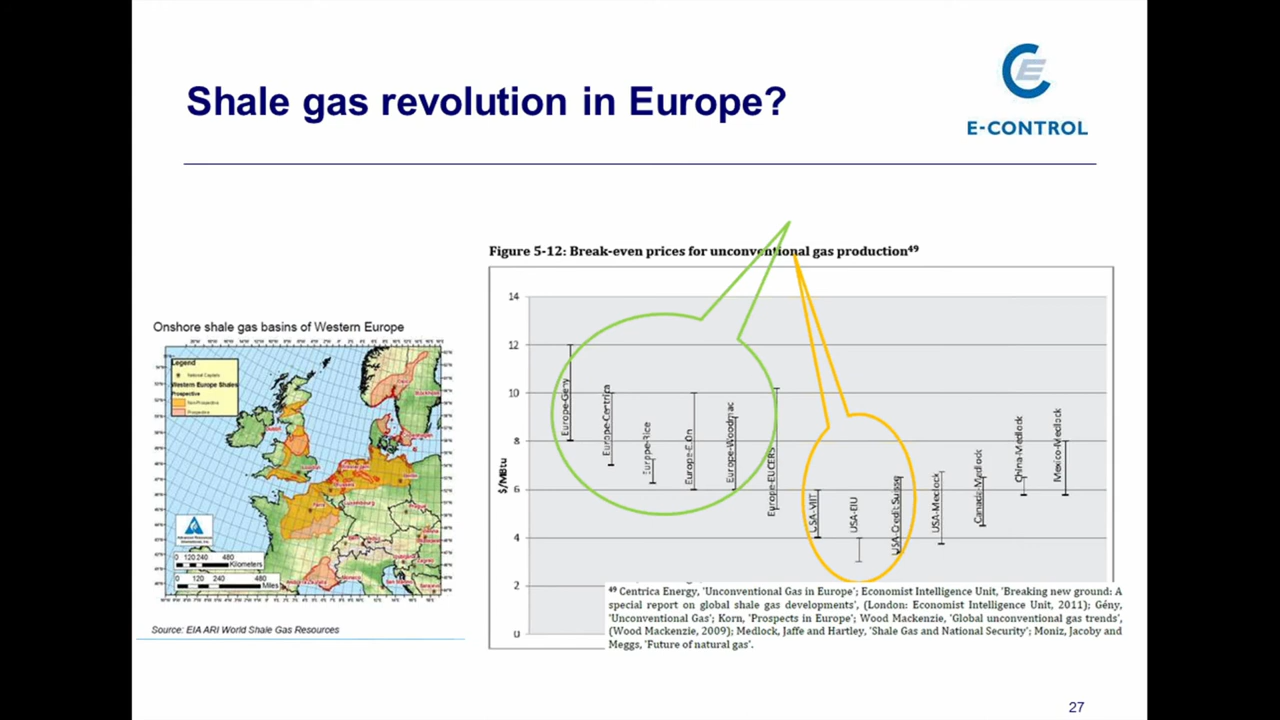 Shale gas revolution in Europe?
E-CONTROL
Figure 5-12: Break-even prices for unconventional gas production⁴⁹
14
12
10
8
6
4
2
0
$/MBtu
Europe-Gény
Europe-Centrica
Europe-Rice
Europe-E.On
Europe-Woodmac
Europe-EUCERS
USA-MIT
USA-EIU
USA-Credit Suisse
USA-Medlock
Canada-Medlock
China-Medlock
Mexico-Medlock
⁴⁹ Centrica Energy, 'Unconventional Gas in Europe'; Economist Intelligence Unit, 'Breaking new ground: A
special report on global shale gas developments', (London: Economist Intelligence Unit, 2011); Gény,
'Unconventional Gas'; Korn, 'Prospects in Europe'; Wood Mackenzie, 'Global unconventional gas trends',
(Wood Mackenzie, 2009); Medlock, Jaffe and Hartley, 'Shale Gas and National Security'; Moniz, Jacoby and
Meggs, 'Future of natural gas'.
Onshore shale gas basins of Western Europe
Legend
National Capitals
Western Europe Shales
Prospective
Non-Prospective
Prospective
0 120 240 480
Kilometers
0 120 240 480
Miles
Source: EIA ARI World Shale Gas Resources
27